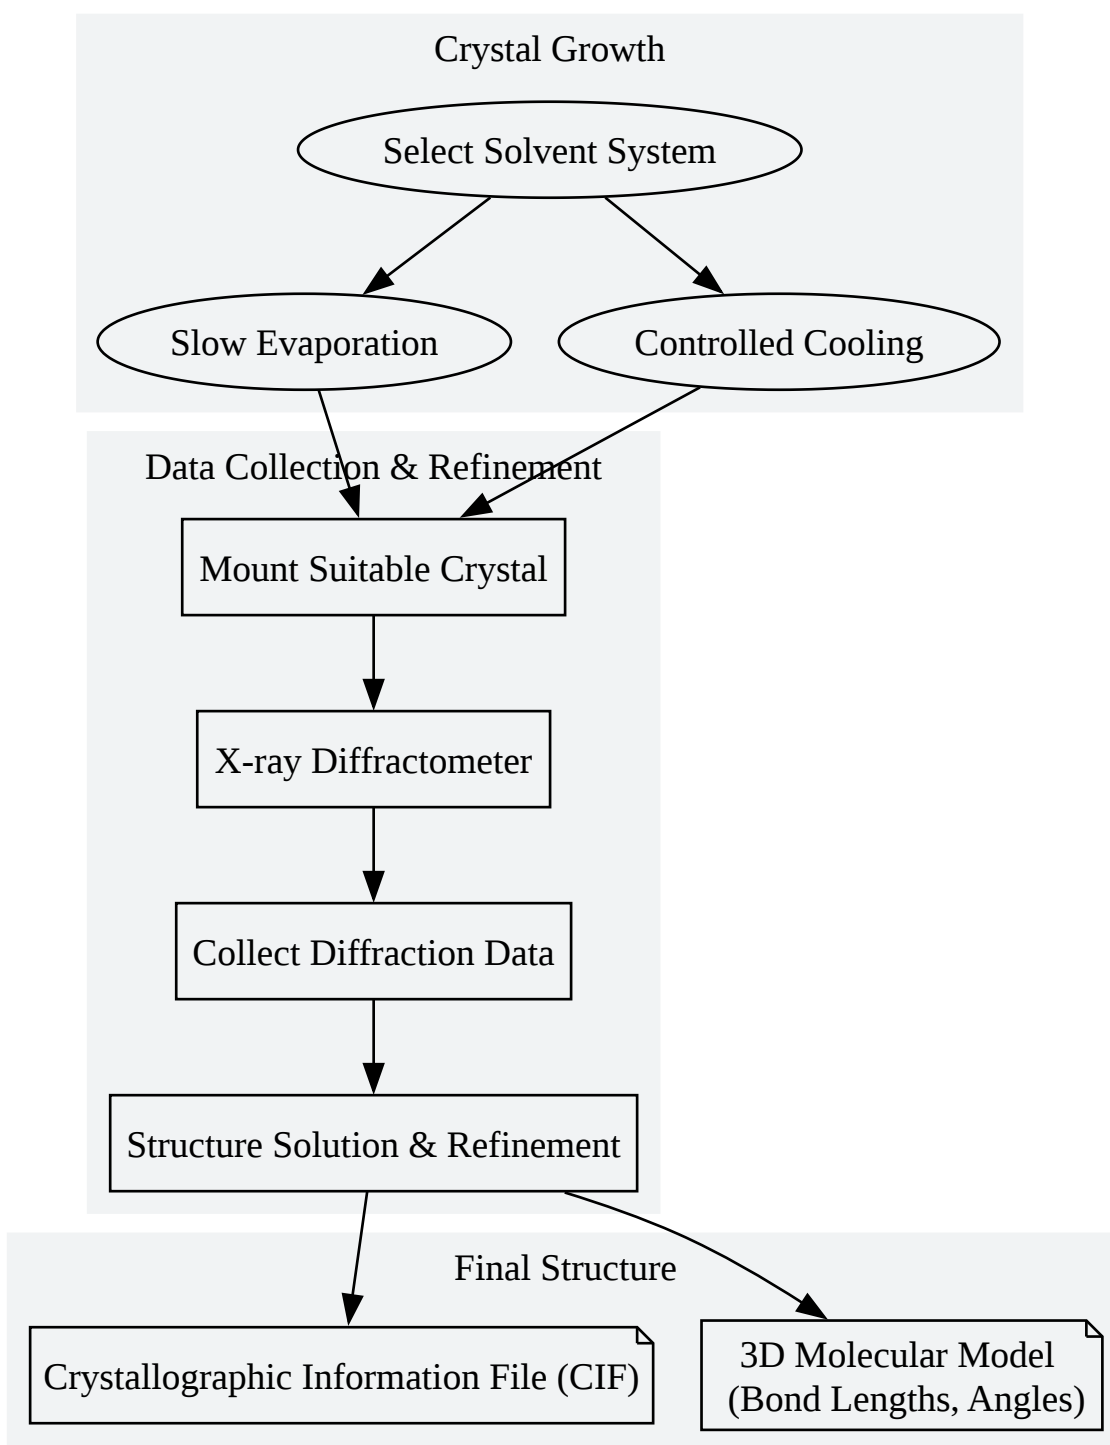 Crystal Growth
Select Solvent System
Slow Evaporation
Controlled Cooling
Data Collection & Refinement
Mount Suitable Crystal
X-ray Diffractometer
Collect Diffraction Data
Structure Solution & Refinement
Final Structure
Crystallographic Information File (CIF)
3D Molecular Model
(Bond Lengths, Angles)